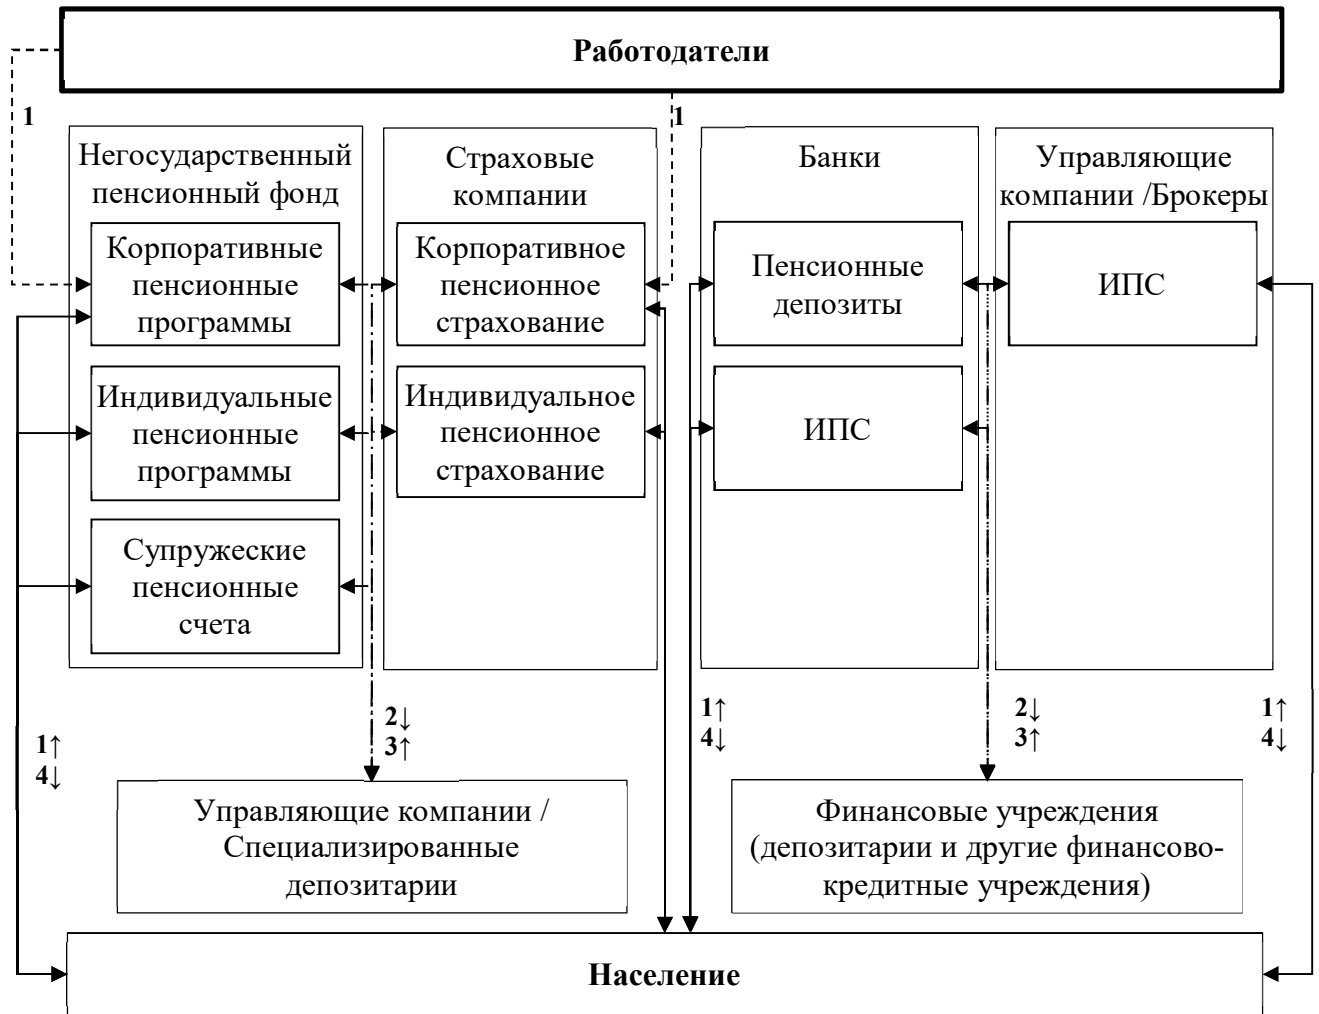 Работодатели
1
1
Негосударственный
пенсионный фонд
Корпоративные
пенсионные
программы
Индивидуальные
пенсионные
программы
Супружеские
пенсионные
счета
Страховые
компании
Корпоративное
пенсионное
страхование
Индивидуальное
пенсионное
страхование
Банки
Пенсионные
депозиты
ИПС
Управляющие
компании /Брокеры
ИПС
1↑
4↓
2↓
3↑
1↑
4↓
2↓
3↑
1↑
4↓
Управляющие компании /
Специализированные
депозитарии
Финансовые учреждения
(депозитарии и другие финансово-
кредитные учреждения)
Население